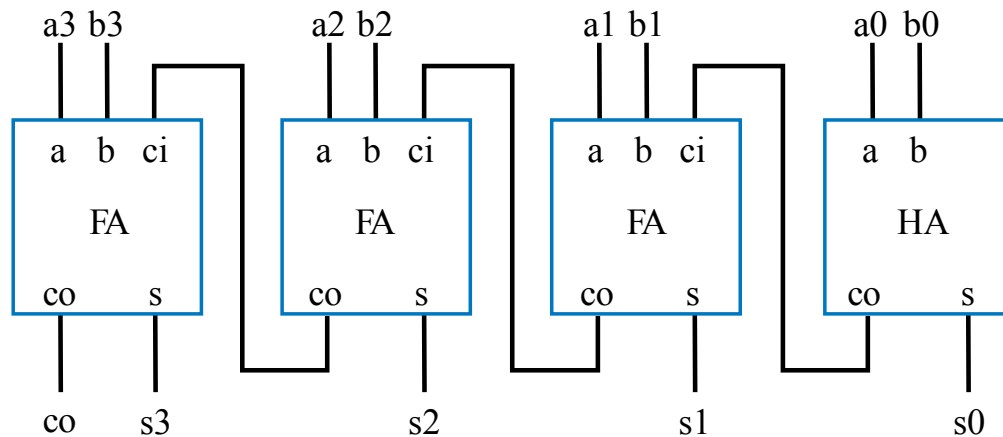 a3 b3 a2 b2 a1 b1 a0 b0
a b ci a b ci a b ci a b
FA FA FA HA
co s co s co s co s
co s3 s2 s1 s0